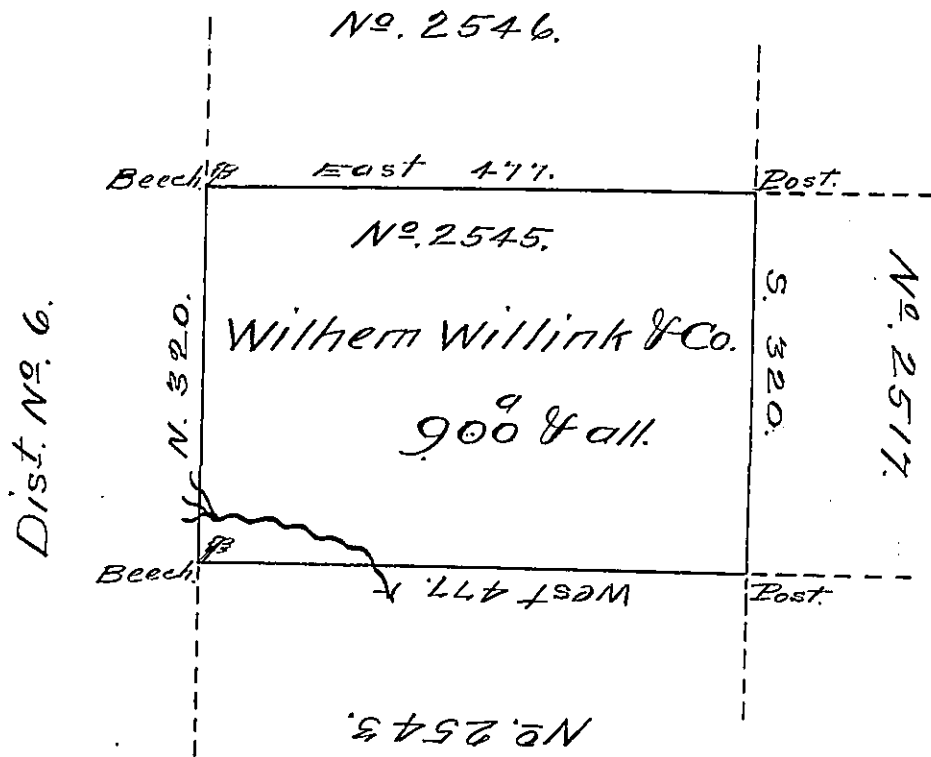 Nº. 2546.
Beech.
East 477.
Post.
Nº. 2545.
Wilhem Willink & Co.
900 a & all.
N. 320.
S. 320.
Dist. Nº. 6.
Nº. 2517.
Beech.
West 477.
Post.
Nº. 2543.